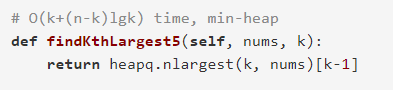 # O(k+(n-k)lgk) time, min-heap
def findKthLargest5(self, nums, k):
    return heapq.nlargest(k, nums)[k-1]